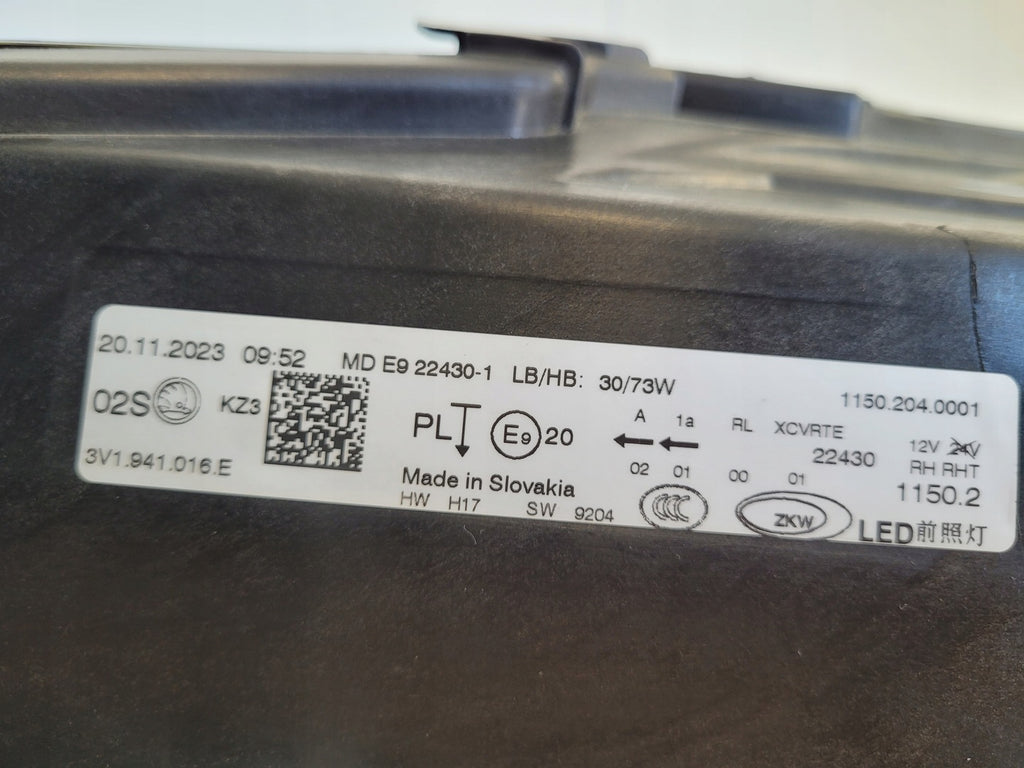 20.11.2023 09:52 MD E9 22430-1 LB/HB: 30/73W 1150.204.0001
02S KZ3 PL E9 20 A 1a RL XCVRTE 12V 24V
02 01 00 01 22430 RH RHT
3V1.941.016.E Made in Slovakia 1150.2
HW H17 SW 9204 CCC ZKW LED前照灯